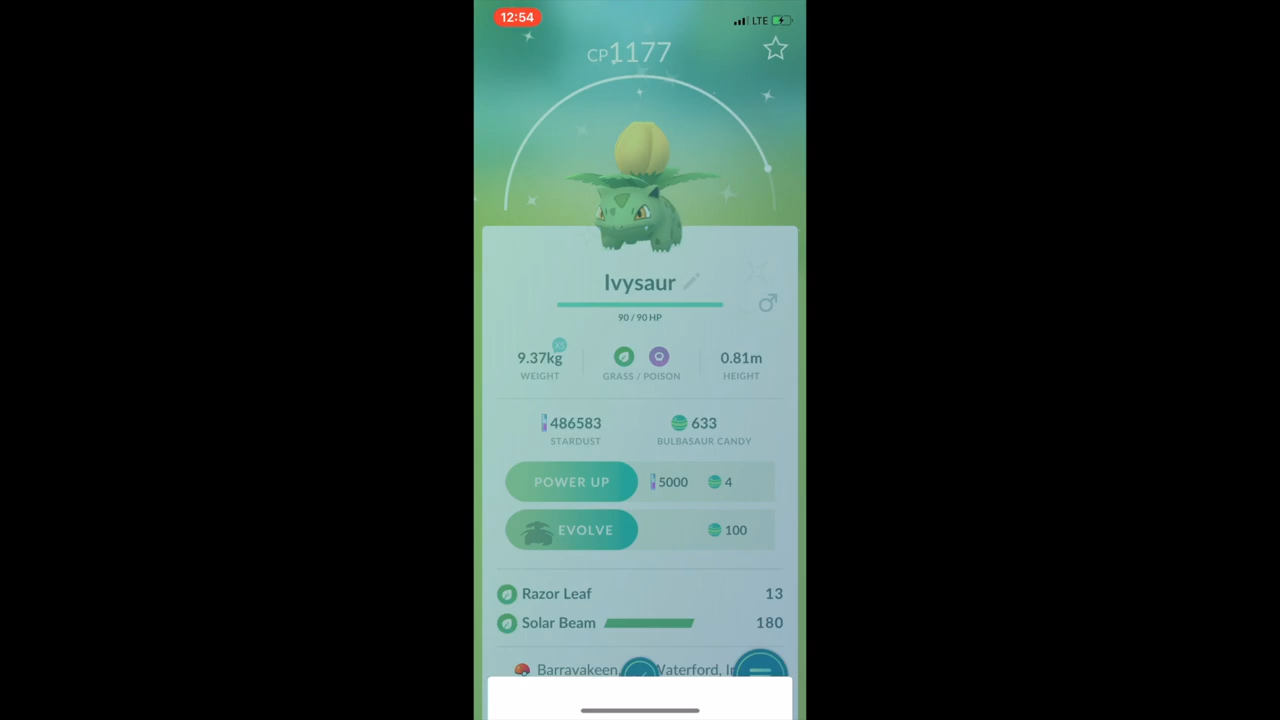 12:54
LTE
CP1177
Ivysaur
90 / 90 HP
XS
9.37kg
WEIGHT
GRASS / POISON
0.81m
HEIGHT
486583
STARDUST
633
BULBASAUR CANDY
POWER UP 5000 4
EVOLVE 100
Razor Leaf 13
Solar Beam 180
Barravakeen, Waterford,